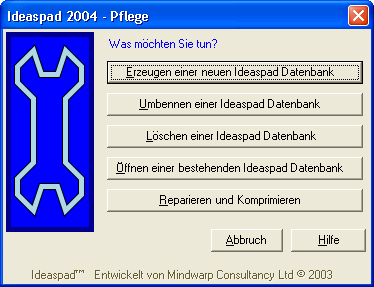 Ideaspad 2004 - Pflege
Was möchten Sie tun?
Erzeugen einer neuen Ideaspad Datenbank
Umbennen einer Ideaspad Datenbank
Löschen einer Ideaspad Datenbank
Öffnen einer bestehenden Ideaspad Datenbank
Reparieren und Komprimieren
Abbruch
Hilfe
Ideaspad™ Entwickelt von Mindwarp Consultancy Ltd © 2003